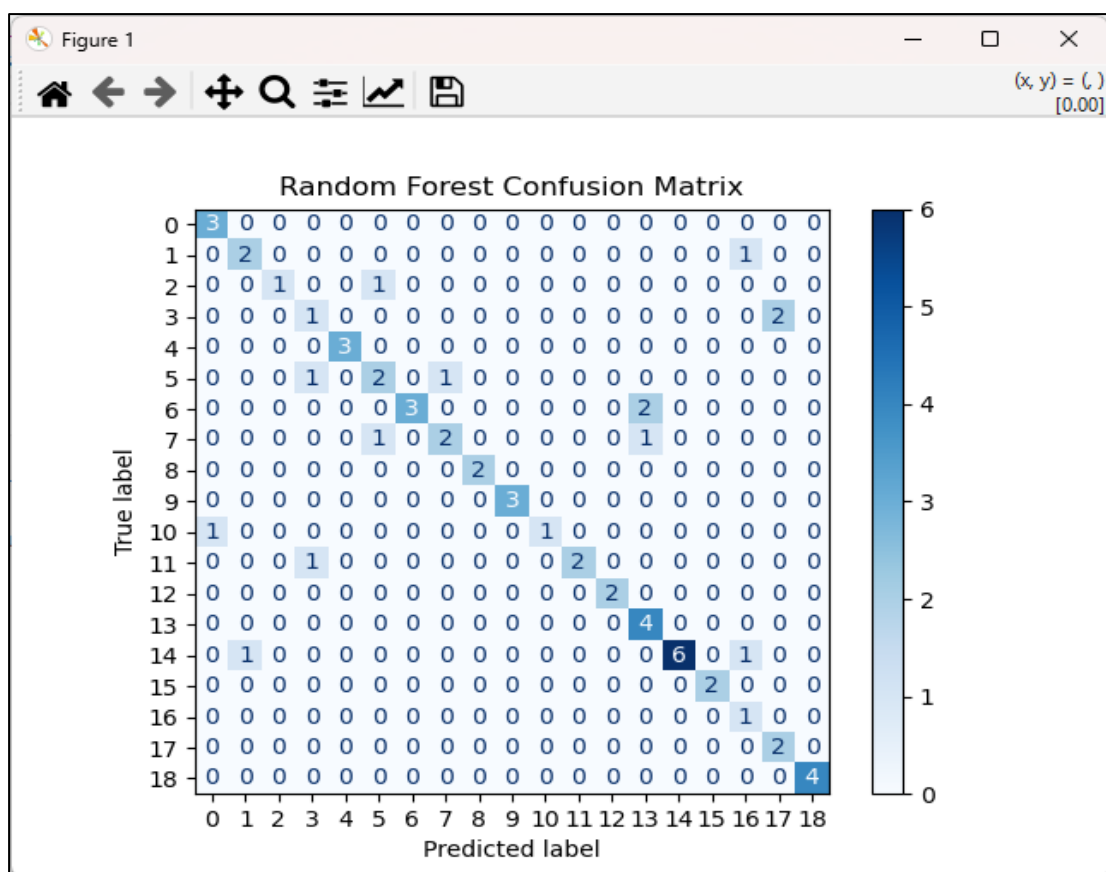 Figure 1
(x, y) = (, )
[0.00]
Random Forest Confusion Matrix
0 3 0 0 0 0 0 0 0 0 0 0 0 0 0 0 0 0 0 0
1 0 2 0 0 0 0 0 0 0 0 0 0 0 0 0 0 1 0 0
2 0 0 1 0 0 1 0 0 0 0 0 0 0 0 0 0 0 0 0
3 0 0 0 1 0 0 0 0 0 0 0 0 0 0 0 0 0 2 0
4 0 0 0 0 3 0 0 0 0 0 0 0 0 0 0 0 0 0 0
5 0 0 0 1 0 2 0 1 0 0 0 0 0 0 0 0 0 0 0
6 0 0 0 0 0 0 3 0 0 0 0 0 0 2 0 0 0 0 0
7 0 0 0 0 0 1 0 2 0 0 0 0 0 1 0 0 0 0 0
8 0 0 0 0 0 0 0 0 2 0 0 0 0 0 0 0 0 0 0
9 0 0 0 0 0 0 0 0 0 3 0 0 0 0 0 0 0 0 0
10 1 0 0 0 0 0 0 0 0 0 1 0 0 0 0 0 0 0 0
11 0 0 0 1 0 0 0 0 0 0 0 2 0 0 0 0 0 0 0
12 0 0 0 0 0 0 0 0 0 0 0 0 2 0 0 0 0 0 0
13 0 0 0 0 0 0 0 0 0 0 0 0 0 4 0 0 0 0 0
14 0 1 0 0 0 0 0 0 0 0 0 0 0 0 6 0 1 0 0
15 0 0 0 0 0 0 0 0 0 0 0 0 0 0 0 2 0 0 0
16 0 0 0 0 0 0 0 0 0 0 0 0 0 0 0 0 1 0 0
17 0 0 0 0 0 0 0 0 0 0 0 0 0 0 0 0 0 2 0
18 0 0 0 0 0 0 0 0 0 0 0 0 0 0 0 0 0 0 4
0 1 2 3 4 5 6 7 8 9 10 11 12 13 14 15 16 17 18
Predicted label
True label
6
5
4
3
2
1
0